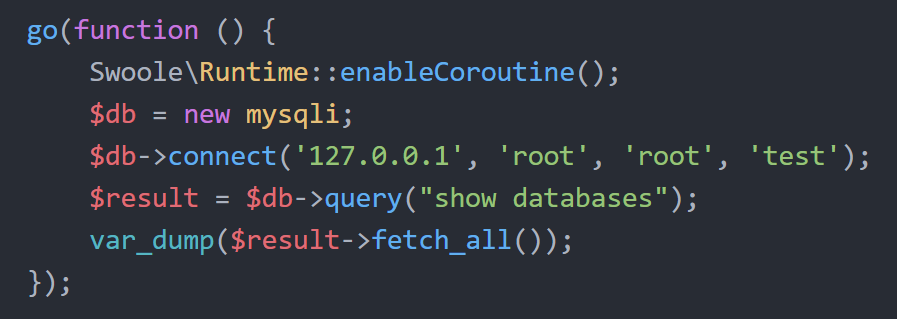 go(function () {
    Swoole\Runtime::enableCoroutine();
    $db = new mysqli;
    $db->connect('127.0.0.1', 'root', 'root', 'test');
    $result = $db->query("show databases");
    var_dump($result->fetch_all());
});